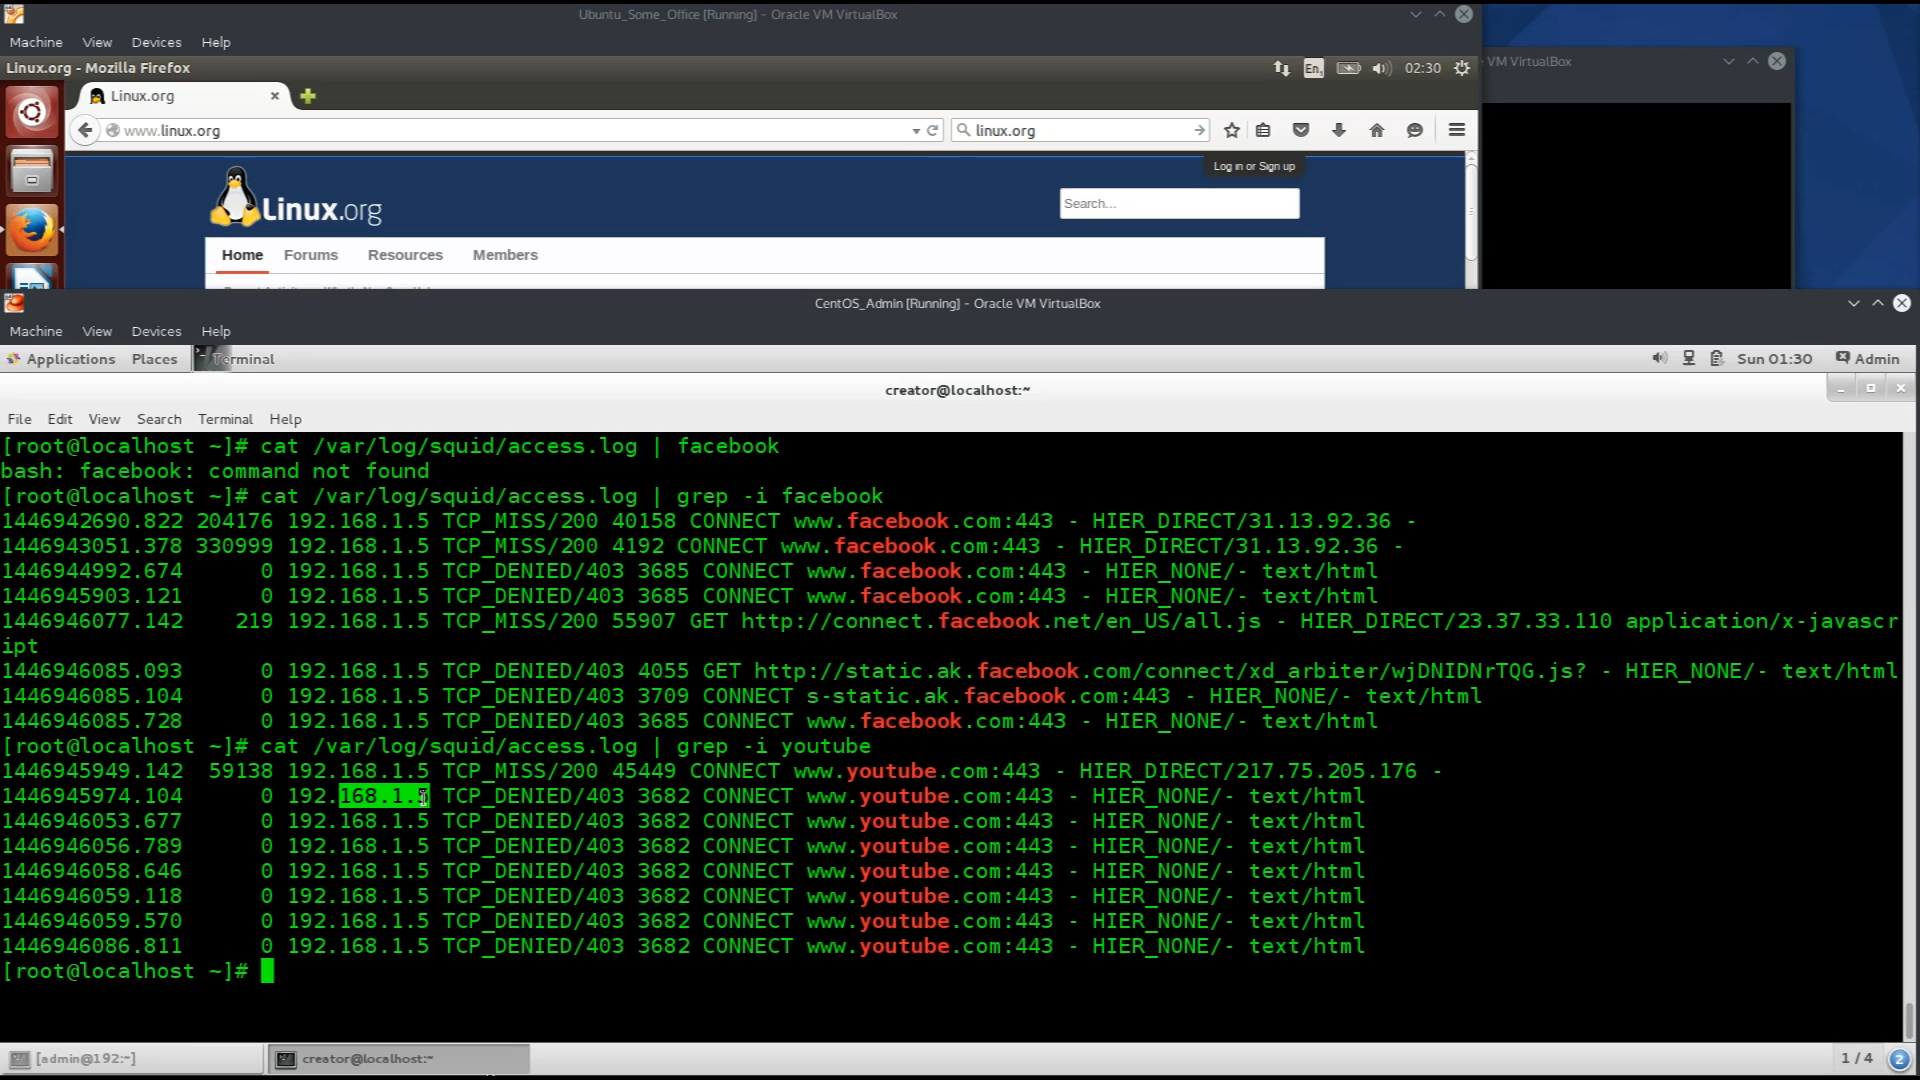 Ubuntu_Some_Office [Running] - Oracle VM VirtualBox
Machine View Devices Help
VM VirtualBox
Linux.org - Mozilla Firefox
En 02:30
Linux.org
www.linux.org
linux.org
Log in or Sign up
Linux.org
Search...
Home Forums Resources Members
CentOS_Admin [Running] - Oracle VM VirtualBox
Machine View Devices Help
Applications Places Terminal
Sun 01:30 Admin
creator@localhost:~
File Edit View Search Terminal Help
[root@localhost ~]# cat /var/log/squid/access.log | facebook
bash: facebook: command not found
[root@localhost ~]# cat /var/log/squid/access.log | grep -i facebook
1446942690.822 204176 192.168.1.5 TCP_MISS/200 40158 CONNECT www.facebook.com:443 - HIER_DIRECT/31.13.92.36 -
1446943051.378 330999 192.168.1.5 TCP_MISS/200 4192 CONNECT www.facebook.com:443 - HIER_DIRECT/31.13.92.36 -
1446944992.674      0 192.168.1.5 TCP_DENIED/403 3685 CONNECT www.facebook.com:443 - HIER_NONE/- text/html
1446945903.121      0 192.168.1.5 TCP_DENIED/403 3685 CONNECT www.facebook.com:443 - HIER_NONE/- text/html
1446946077.142    219 192.168.1.5 TCP_MISS/200 55907 GET http://connect.facebook.net/en_US/all.js - HIER_DIRECT/23.37.33.110 application/x-javascr
ipt
1446946085.093      0 192.168.1.5 TCP_DENIED/403 4055 GET http://static.ak.facebook.com/connect/xd_arbiter/wjDNIDNrTQG.js? - HIER_NONE/- text/html
1446946085.104      0 192.168.1.5 TCP_DENIED/403 3709 CONNECT s-static.ak.facebook.com:443 - HIER_NONE/- text/html
1446946085.728      0 192.168.1.5 TCP_DENIED/403 3685 CONNECT www.facebook.com:443 - HIER_NONE/- text/html
[root@localhost ~]# cat /var/log/squid/access.log | grep -i youtube
1446945949.142  59138 192.168.1.5 TCP_MISS/200 45449 CONNECT www.youtube.com:443 - HIER_DIRECT/217.75.205.176 -
1446945974.104      0 192.168.1.5 TCP_DENIED/403 3682 CONNECT www.youtube.com:443 - HIER_NONE/- text/html
1446946053.677      0 192.168.1.5 TCP_DENIED/403 3682 CONNECT www.youtube.com:443 - HIER_NONE/- text/html
1446946056.789      0 192.168.1.5 TCP_DENIED/403 3682 CONNECT www.youtube.com:443 - HIER_NONE/- text/html
1446946058.646      0 192.168.1.5 TCP_DENIED/403 3682 CONNECT www.youtube.com:443 - HIER_NONE/- text/html
1446946059.118      0 192.168.1.5 TCP_DENIED/403 3682 CONNECT www.youtube.com:443 - HIER_NONE/- text/html
1446946059.570      0 192.168.1.5 TCP_DENIED/403 3682 CONNECT www.youtube.com:443 - HIER_NONE/- text/html
1446946086.811      0 192.168.1.5 TCP_DENIED/403 3682 CONNECT www.youtube.com:443 - HIER_NONE/- text/html
[root@localhost ~]#
[admin@192:~] creator@localhost:~ 1 / 4 2